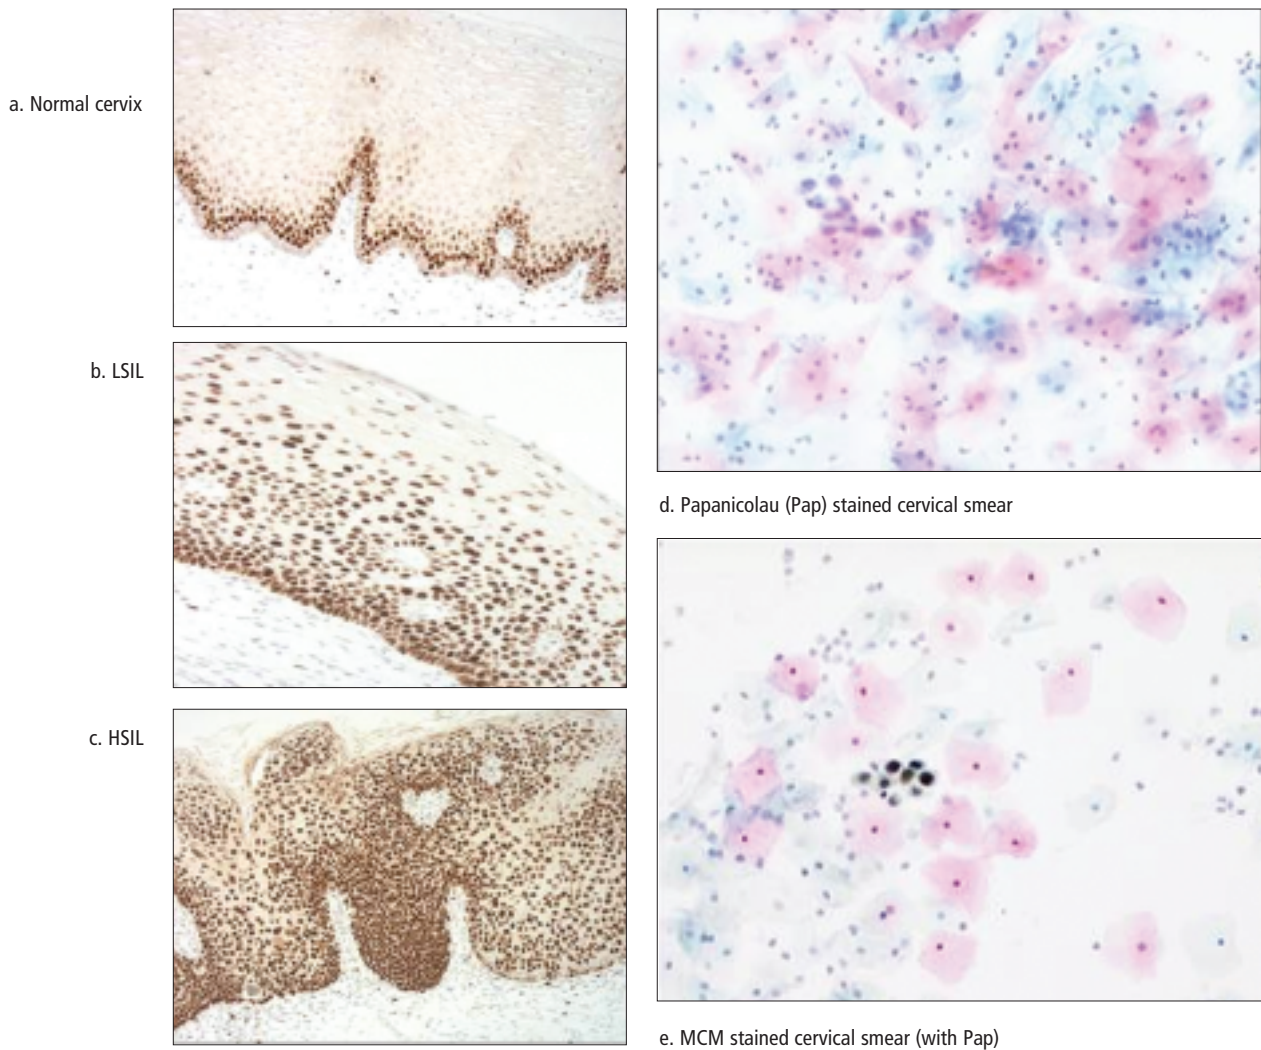 a. Normal cervix
b. LSIL
c. HSIL
d. Papanicolau (Pap) stained cervical smear
e. MCM stained cervical smear (with Pap)